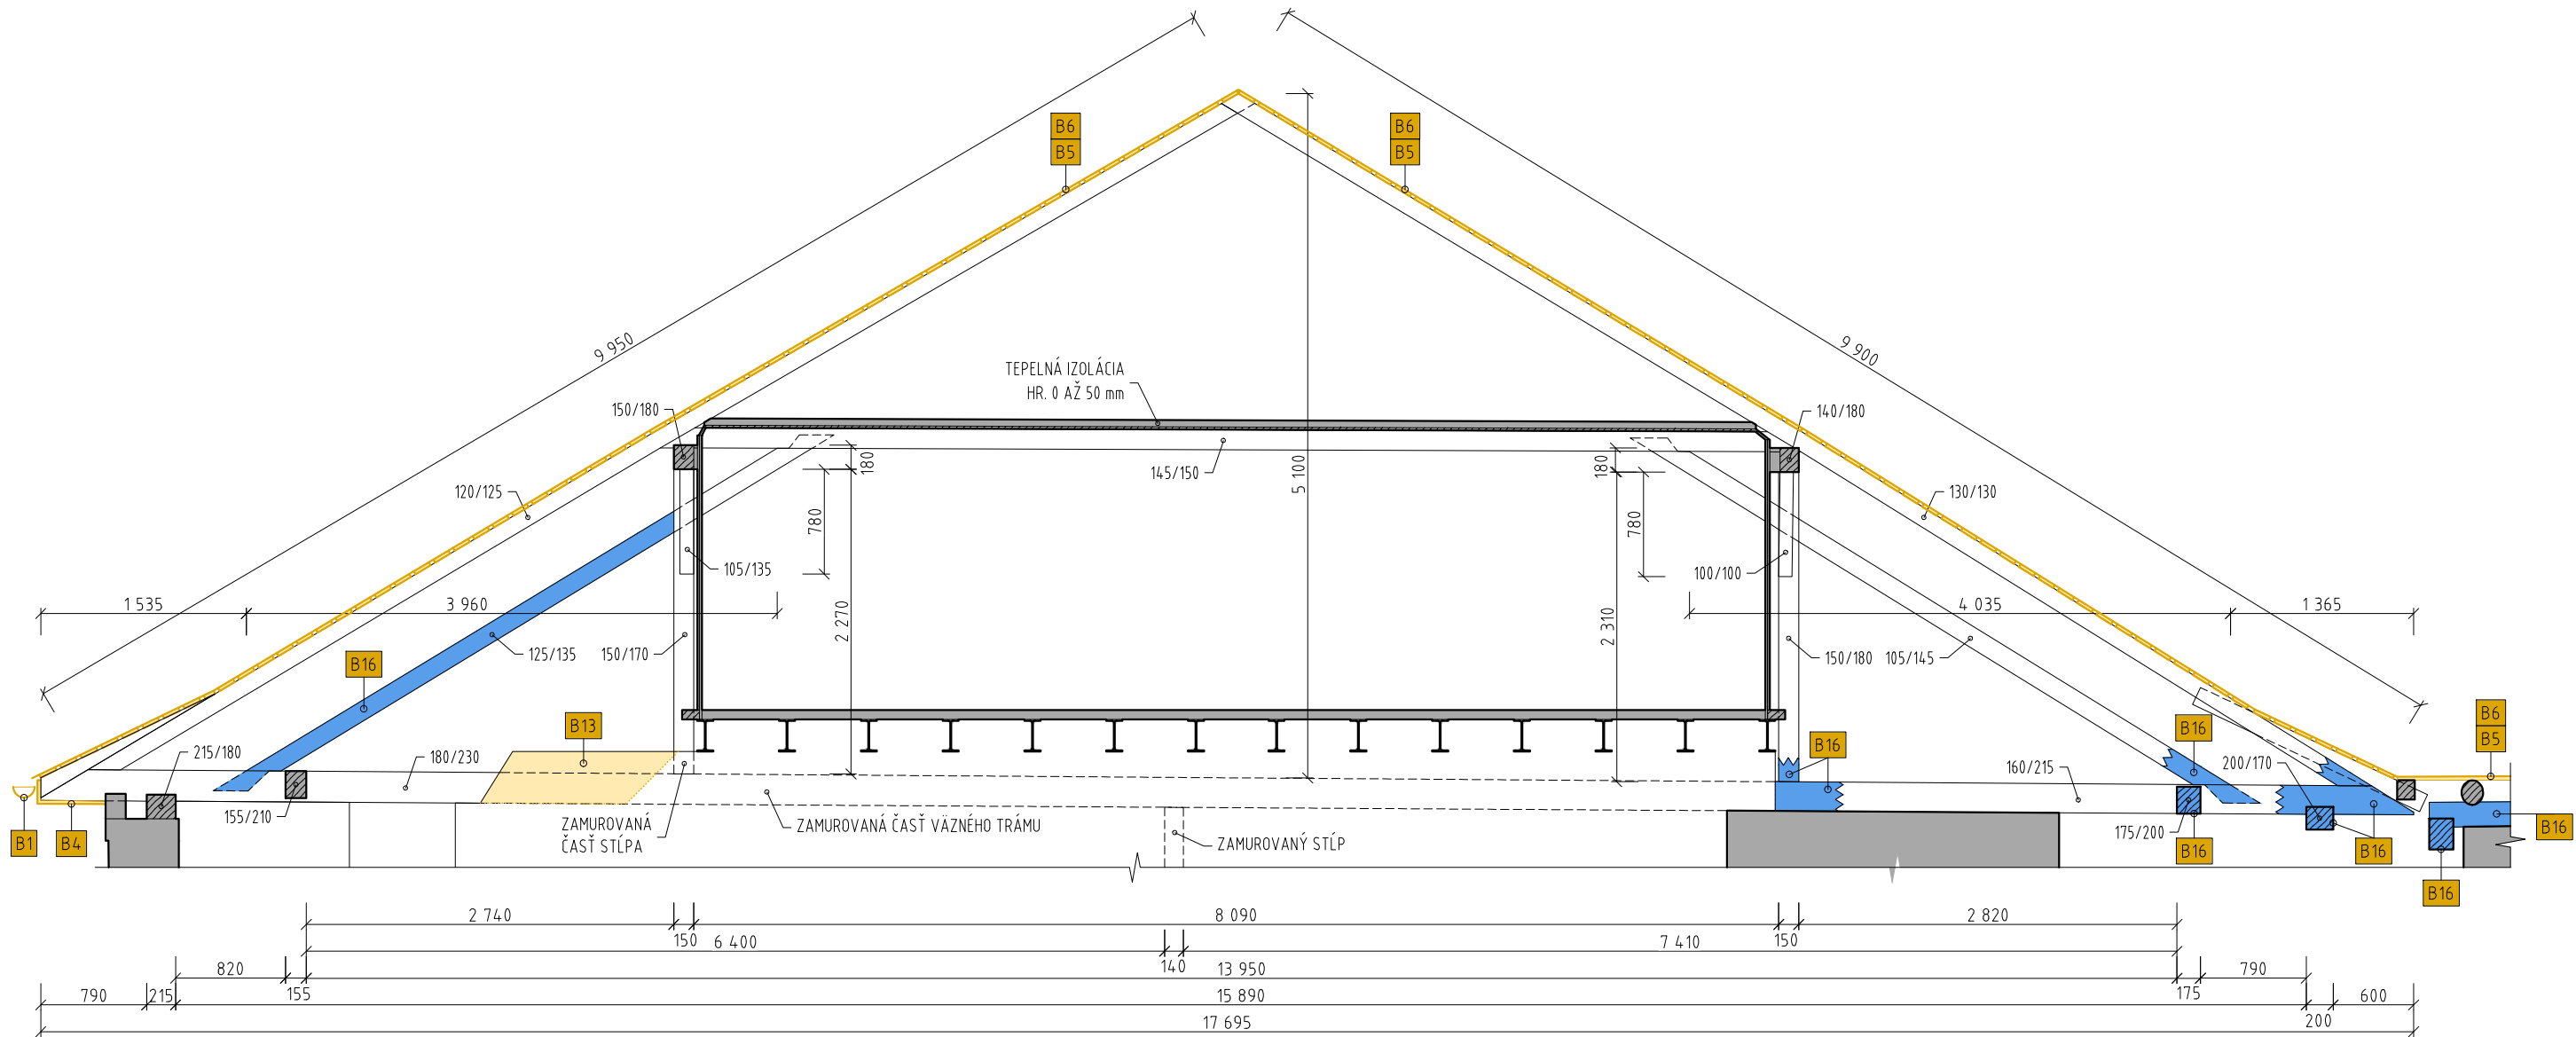 B6
B5
B6
B5
9 950
9 900
TEPELNÁ IZOLÁCIA
HR. 0 AŽ 50 mm
150/180
140/180
145/150
180
5 100
180
120/125
130/130
780
780
105/135
100/100
1 535
3 960
2 270
2 310
4 035
1 365
125/135
150/170
150/180
105/145
B16
B13
B6
B5
B16
B16
215/180
180/230
160/215
200/170
155/210
ZAMUROVANÁ
ČASŤ STĹPA
ZAMUROVANÁ ČASŤ VÄZNÉHO TRÁMU
ZAMUROVANÝ STĹP
175/200
B1
B4
B16
B16
B16
B16
2 740
150
8 090
150
2 820
6 400
140
7 410
820
155
13 950
175
790
790
215
15 890
200
600
17 695